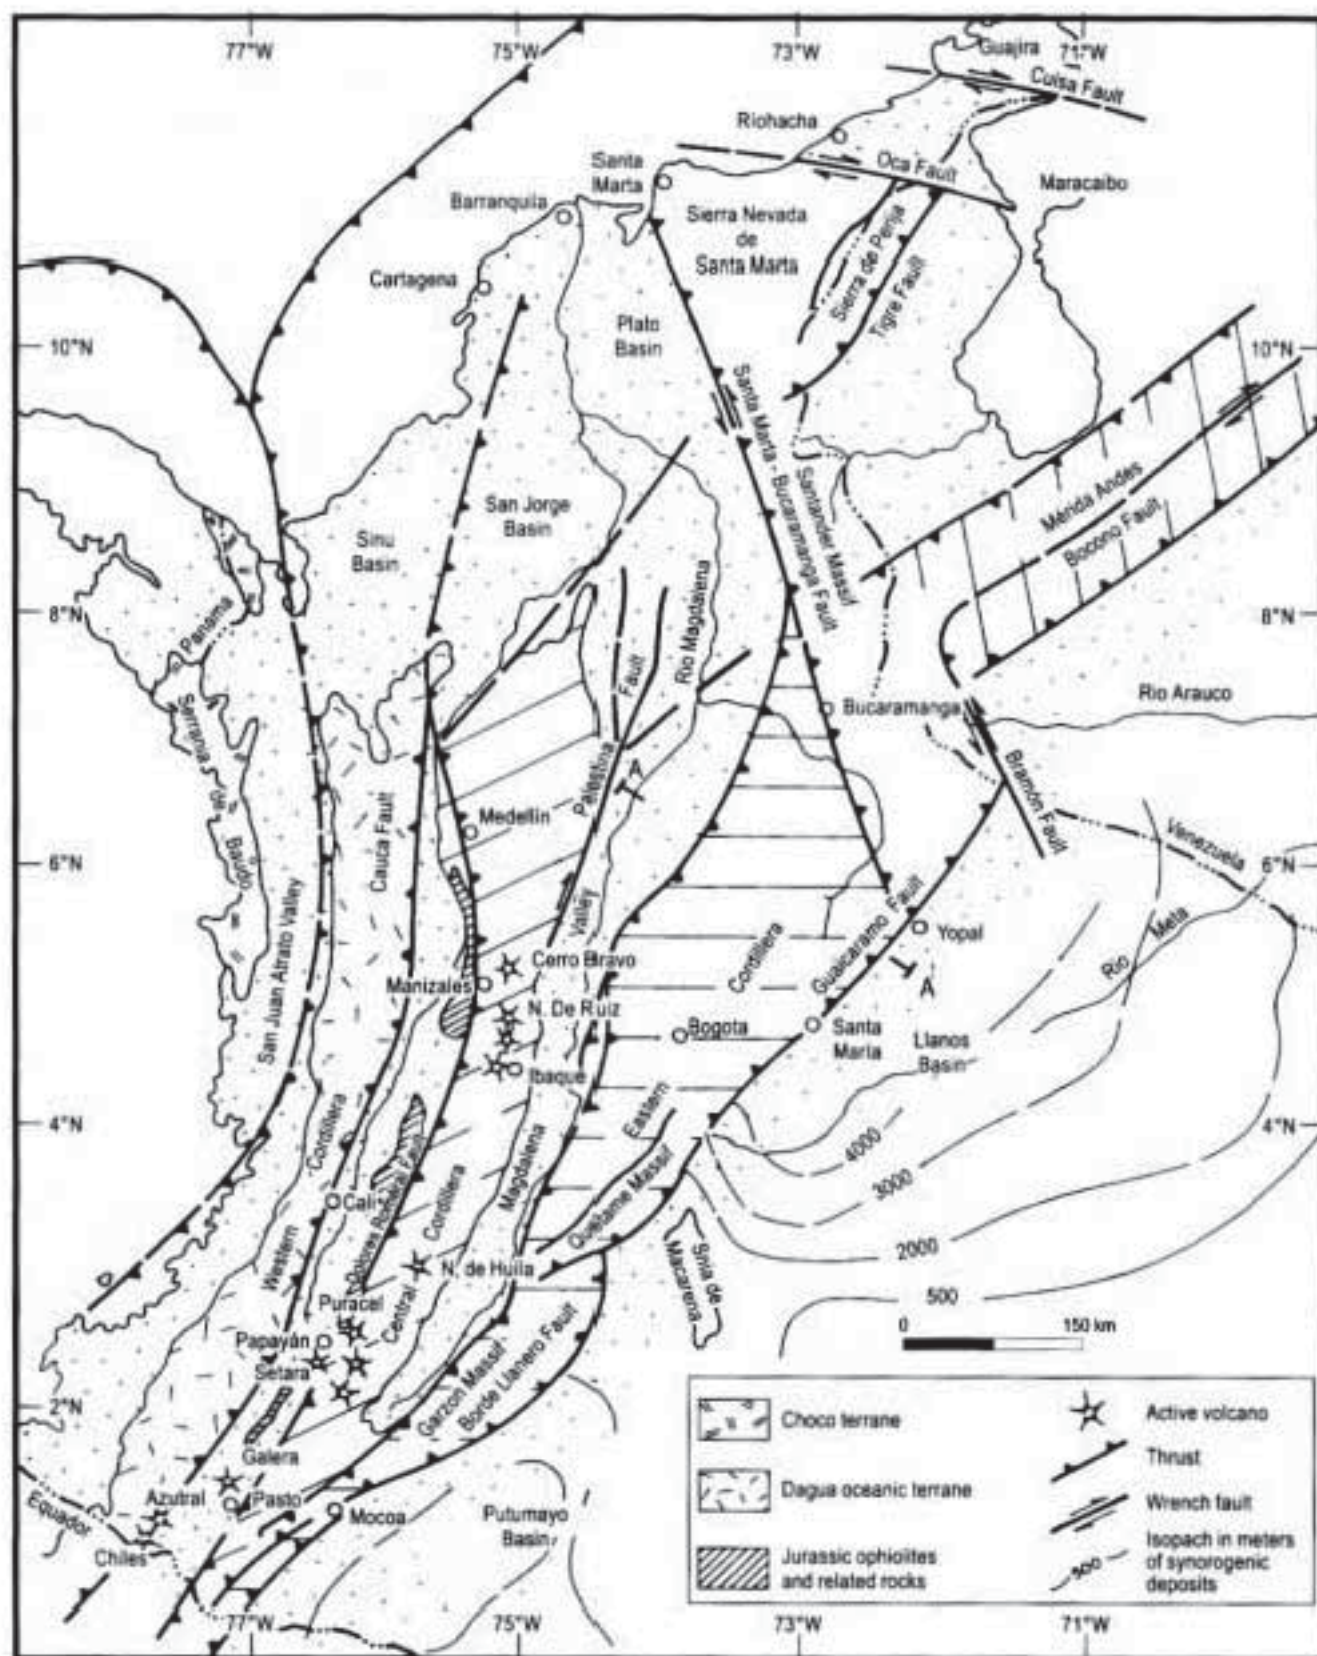 77°W
75°W
73°W
71°W
Guajira
Cuisa Fault
Riohacha
Oca Fault
Santa
Marta
Maracaibo
Barranquila
Sierra Nevada
de
Santa Marta
Sierra de Perija
Tigre Fault
Cartagena
Plato
Basin
10°N
10°N
Santa Marta - Bucaramanga Fault
Santander Massif
Mérida Andes
Bocono Fault
San Jorge
Basin
Sinu
Basin
8°N
8°N
Panama
Fault
Rio Magdalena
Rio Arauco
Serrania
Bucaramanga
Palestina
A
Bramón Fault
Medellin
Cauca Fault
Venezuela
6°N
6°N
Baudo
San Juan Atrato Valley
Valley
Cordillera
Guaicaramo Fault
Yopal
Rio Meta
Cerro Bravo
Manizales
A
N. De Ruiz
Bogota
Santa
Maria
Llanos
Basin
Ibaque
4°N
4°N
Cordillera
Eastern
4000
3000
2000
500
Cali
Dolores Romeral Fault
Cordillera
Magdalena
Quetame Massif
Western
N. de Huila
Macarena
Puracel
Central
Papayán
Setara
Garzon Massif
Borde Llanero Fault
0
150 km
2°N
Galera
Azutral
Pasto
Mocoa
Putumayo
Basin
Equador
Chiles
77°W
75°W
73°W
71°W
Choco terrane
Dagua oceanic terrane
Jurassic ophiolites
and related rocks
Active volcano
Thrust
Wrench fault
500
Isopach in meters
of synorogenic
deposits